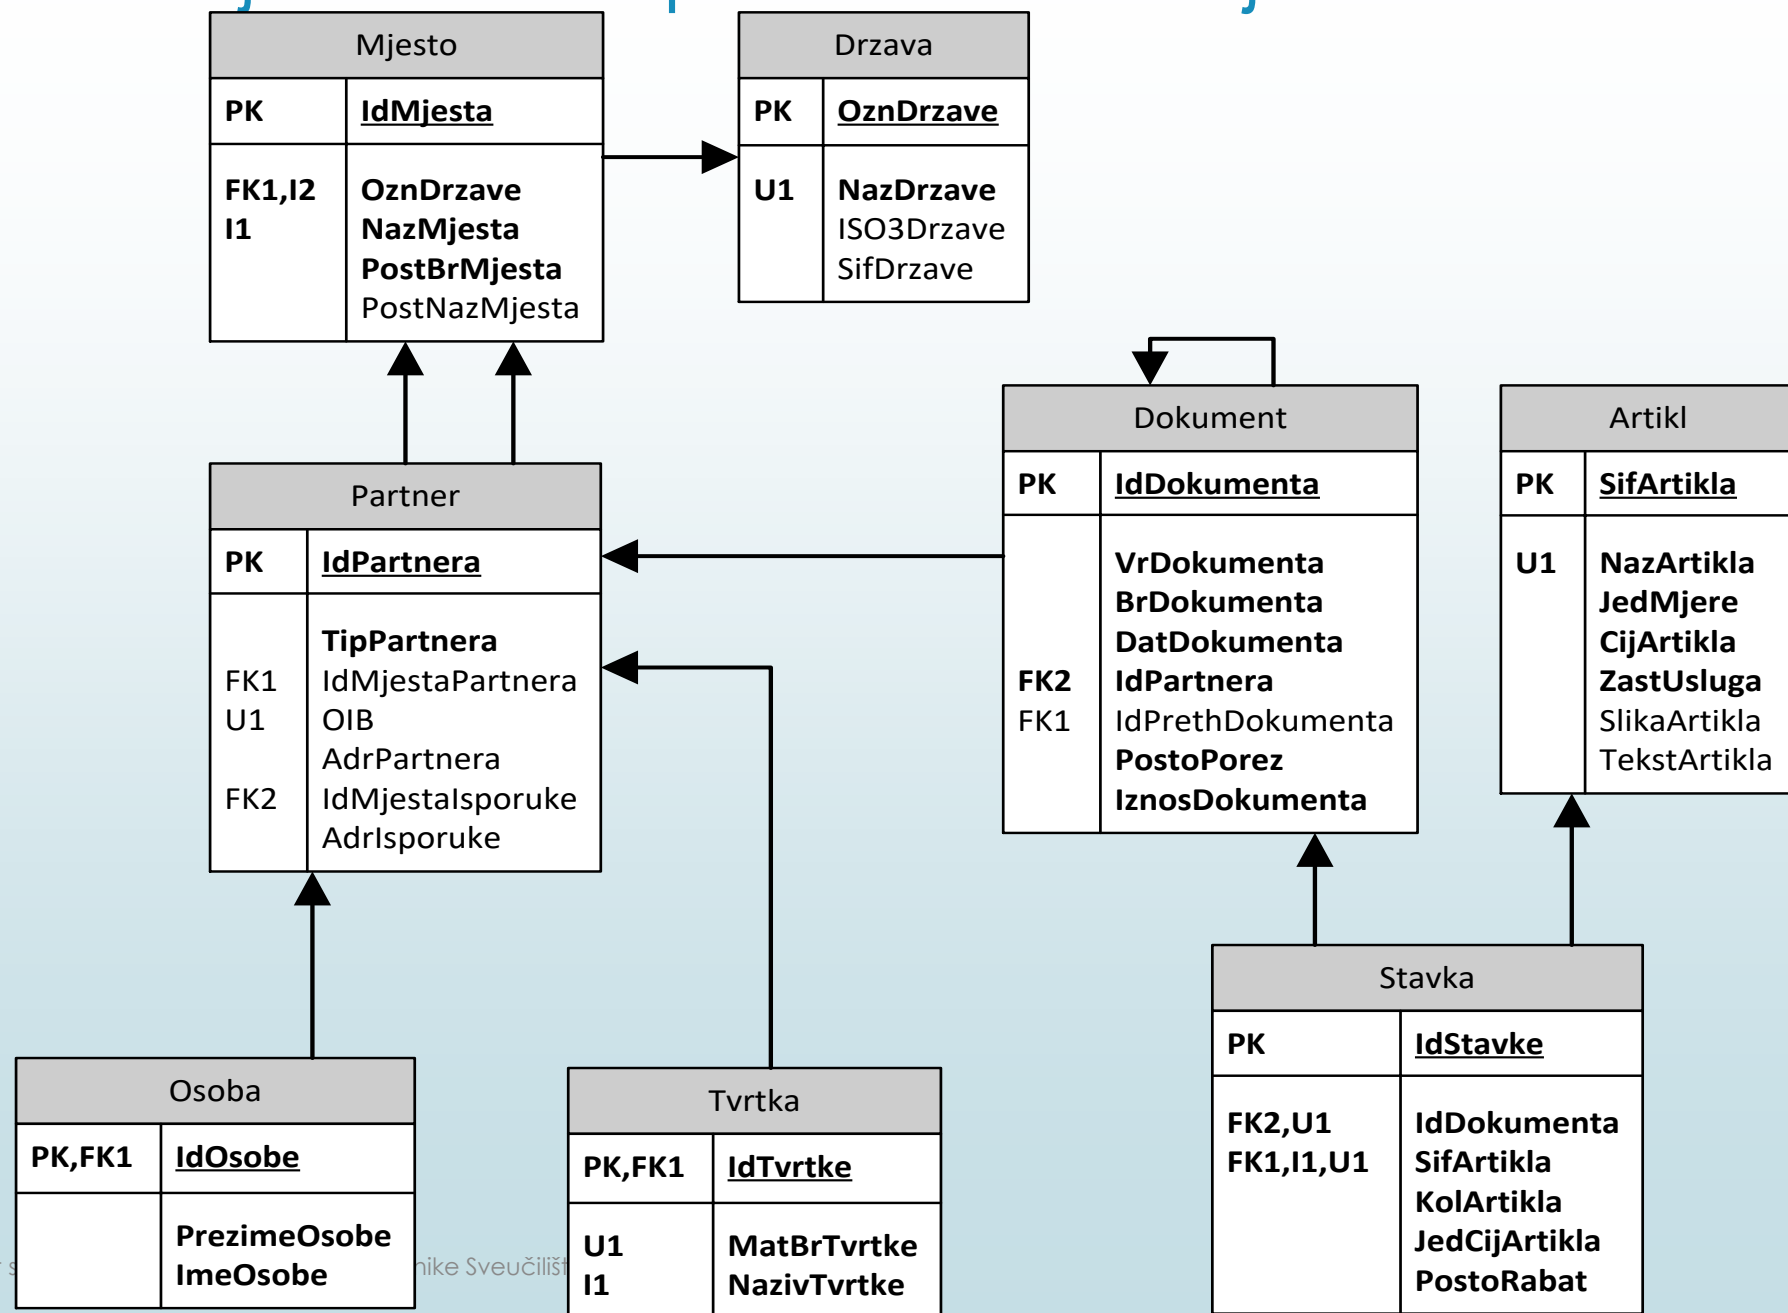 Mjesto
PK IdMjesta
FK1,I2 OznDrzave
I1 NazMjesta
PostBrMjesta
PostNazMjesta
Drzava
PK OznDrzave
U1 NazDrzave
ISO3Drzave
SifDrzave
Partner
PK IdPartnera
TipPartnera
FK1 IdMjestaPartnera
U1 OIB
AdrPartnera
FK2 IdMjestaIsporuke
AdrIsporuke
Dokument
PK IdDokumenta
VrDokumenta
BrDokumenta
DatDokumenta
FK2 IdPartnera
FK1 IdPrethDokumenta
PostoPorez
IznosDokumenta
Artikl
PK SifArtikla
U1 NazArtikla
JedMjere
CijArtikla
ZastUsluga
SlikaArtikla
TekstArtikla
Osoba
PK,FK1 IdOsobe
PrezimeOsobe
ImeOsobe
Tvrtka
PK,FK1 IdTvrtke
U1 MatBrTvrtke
I1 NazivTvrtke
Stavka
PK IdStavke
FK2,U1 IdDokumenta
FK1,I1,U1 SifArtikla
KolArtikla
JedCijArtikla
PostoRabat